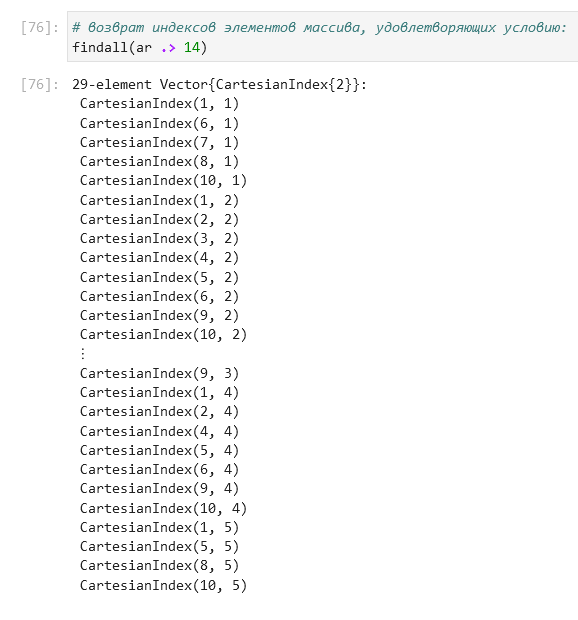 [76]: # возврат индексов элементов массива, удовлетворяющих условию:
findall(ar .> 14)
[76]: 29-element Vector{CartesianIndex{2}}:
CartesianIndex(1, 1)
CartesianIndex(6, 1)
CartesianIndex(7, 1)
CartesianIndex(8, 1)
CartesianIndex(10, 1)
CartesianIndex(1, 2)
CartesianIndex(2, 2)
CartesianIndex(3, 2)
CartesianIndex(4, 2)
CartesianIndex(5, 2)
CartesianIndex(6, 2)
CartesianIndex(9, 2)
CartesianIndex(10, 2)
⋮
CartesianIndex(9, 3)
CartesianIndex(1, 4)
CartesianIndex(2, 4)
CartesianIndex(4, 4)
CartesianIndex(5, 4)
CartesianIndex(6, 4)
CartesianIndex(9, 4)
CartesianIndex(10, 4)
CartesianIndex(1, 5)
CartesianIndex(5, 5)
CartesianIndex(8, 5)
CartesianIndex(10, 5)